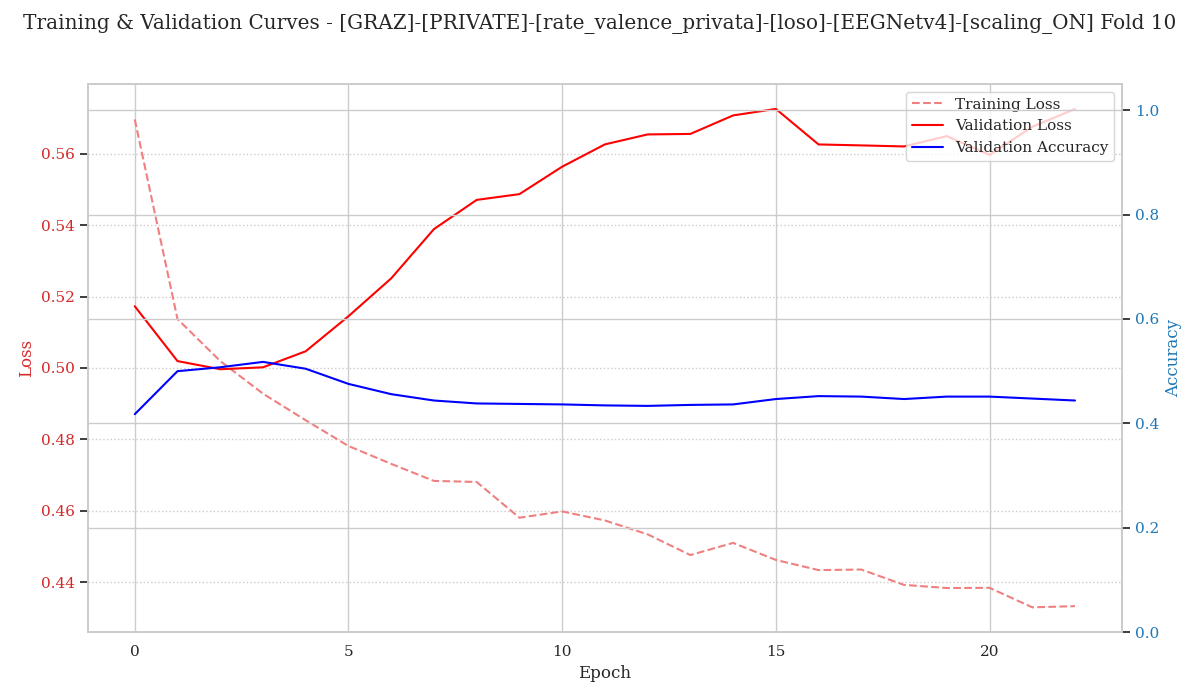 Training & Validation Curves - [GRAZ]-[PRIVATE]-[rate_valence_privata]-[loso]-[EEGNetv4]-[scaling_ON] Fold 10
Training Loss
Validation Loss
Validation Accuracy
0.56
0.54
0.52
0.50
0.48
0.46
0.44
Loss
1.0
0.8
0.6
0.4
0.2
0.0
Accuracy
0 5 10 15 20
Epoch